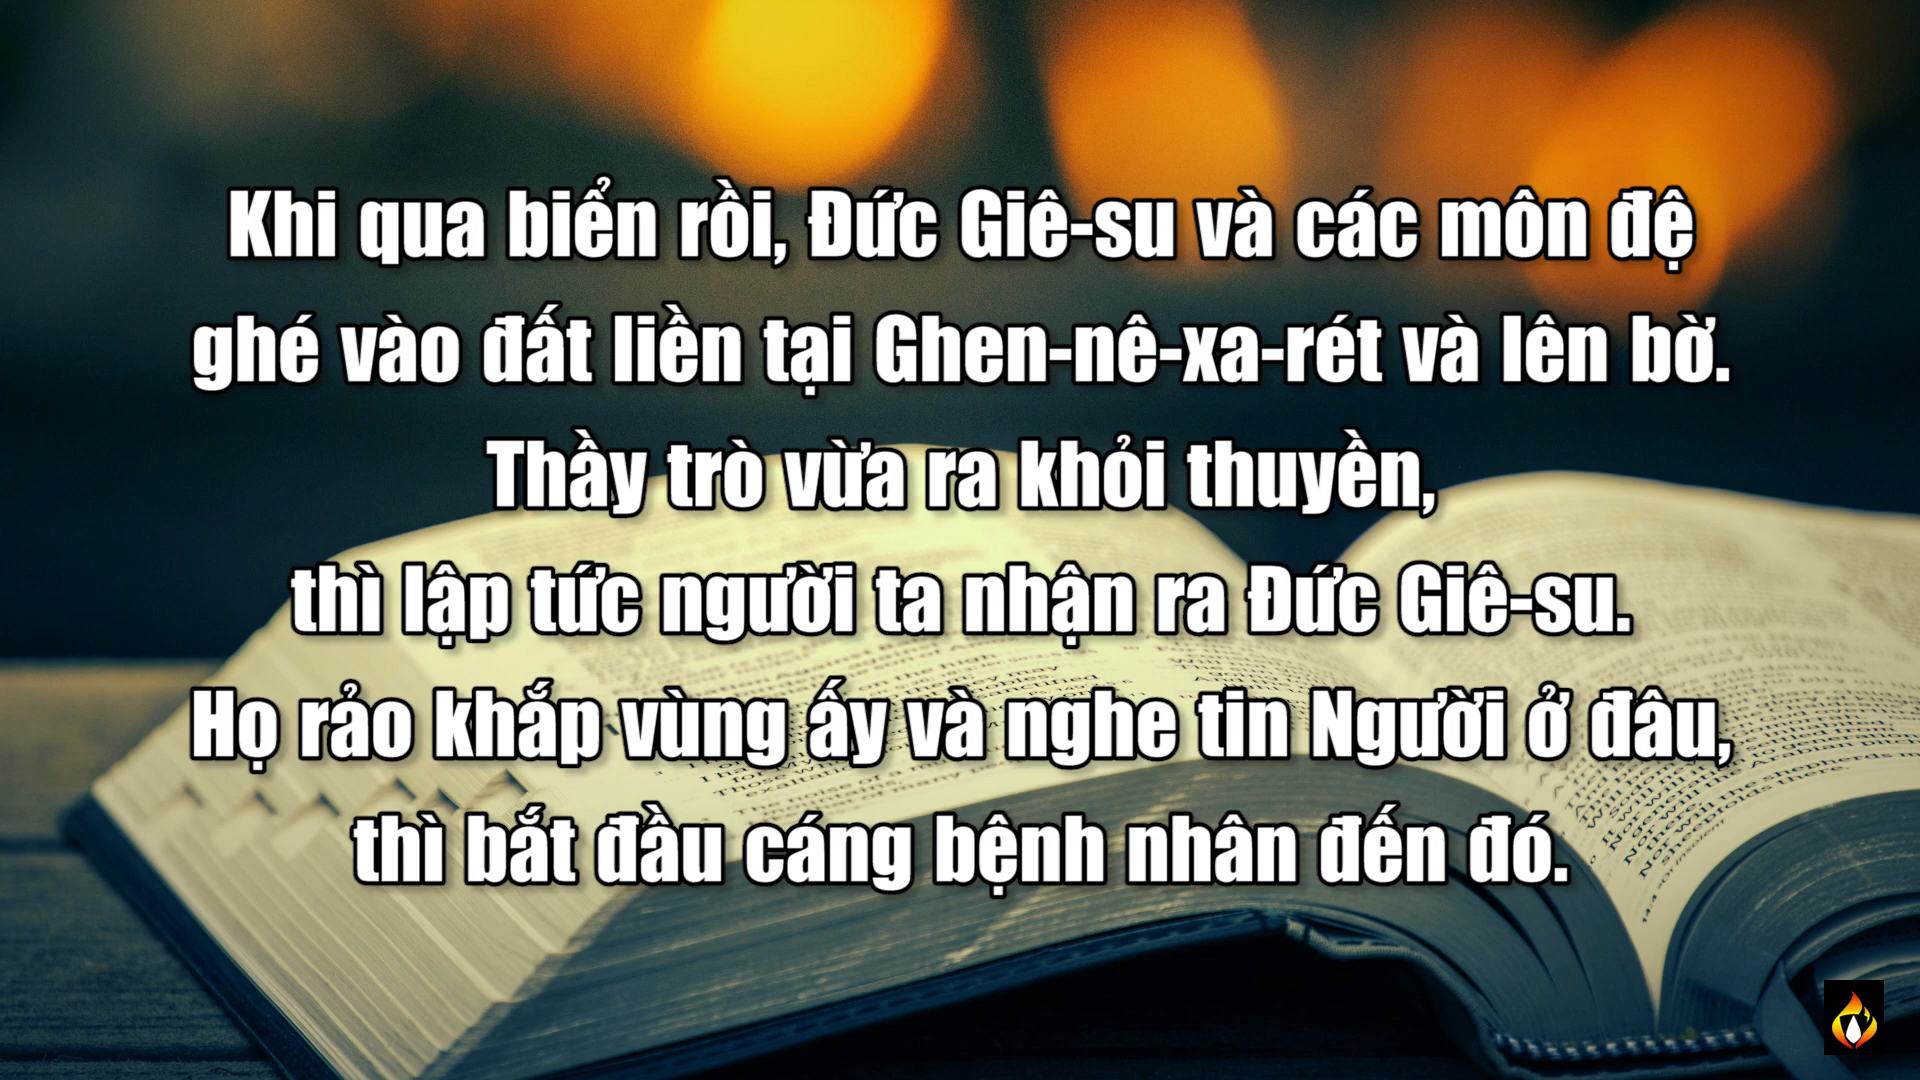 Khi qua biển rồi, Đức Giê-su và các môn đệ
ghé vào đất liền tại Ghen-nê-xa-rét và lên bờ.
Thầy trò vừa ra khỏi thuyền,
thì lập tức người ta nhận ra Đức Giê-su.
Họ rảo khắp vùng ấy và nghe tin Người ở đâu,
thì bắt đầu cáng bệnh nhân đến đó.